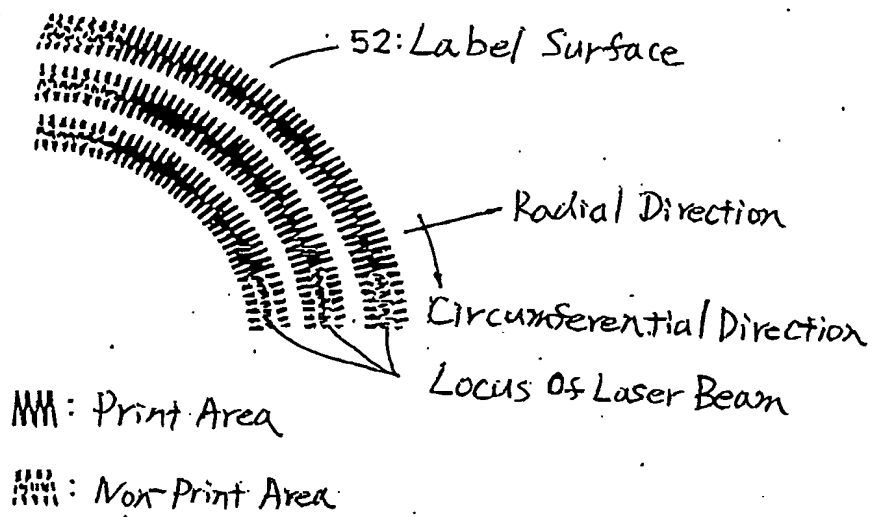 52: Label Surface
Radial Direction
Circumferential Direction
Locus Of Laser Beam
: Print Area
: Non-Print Area